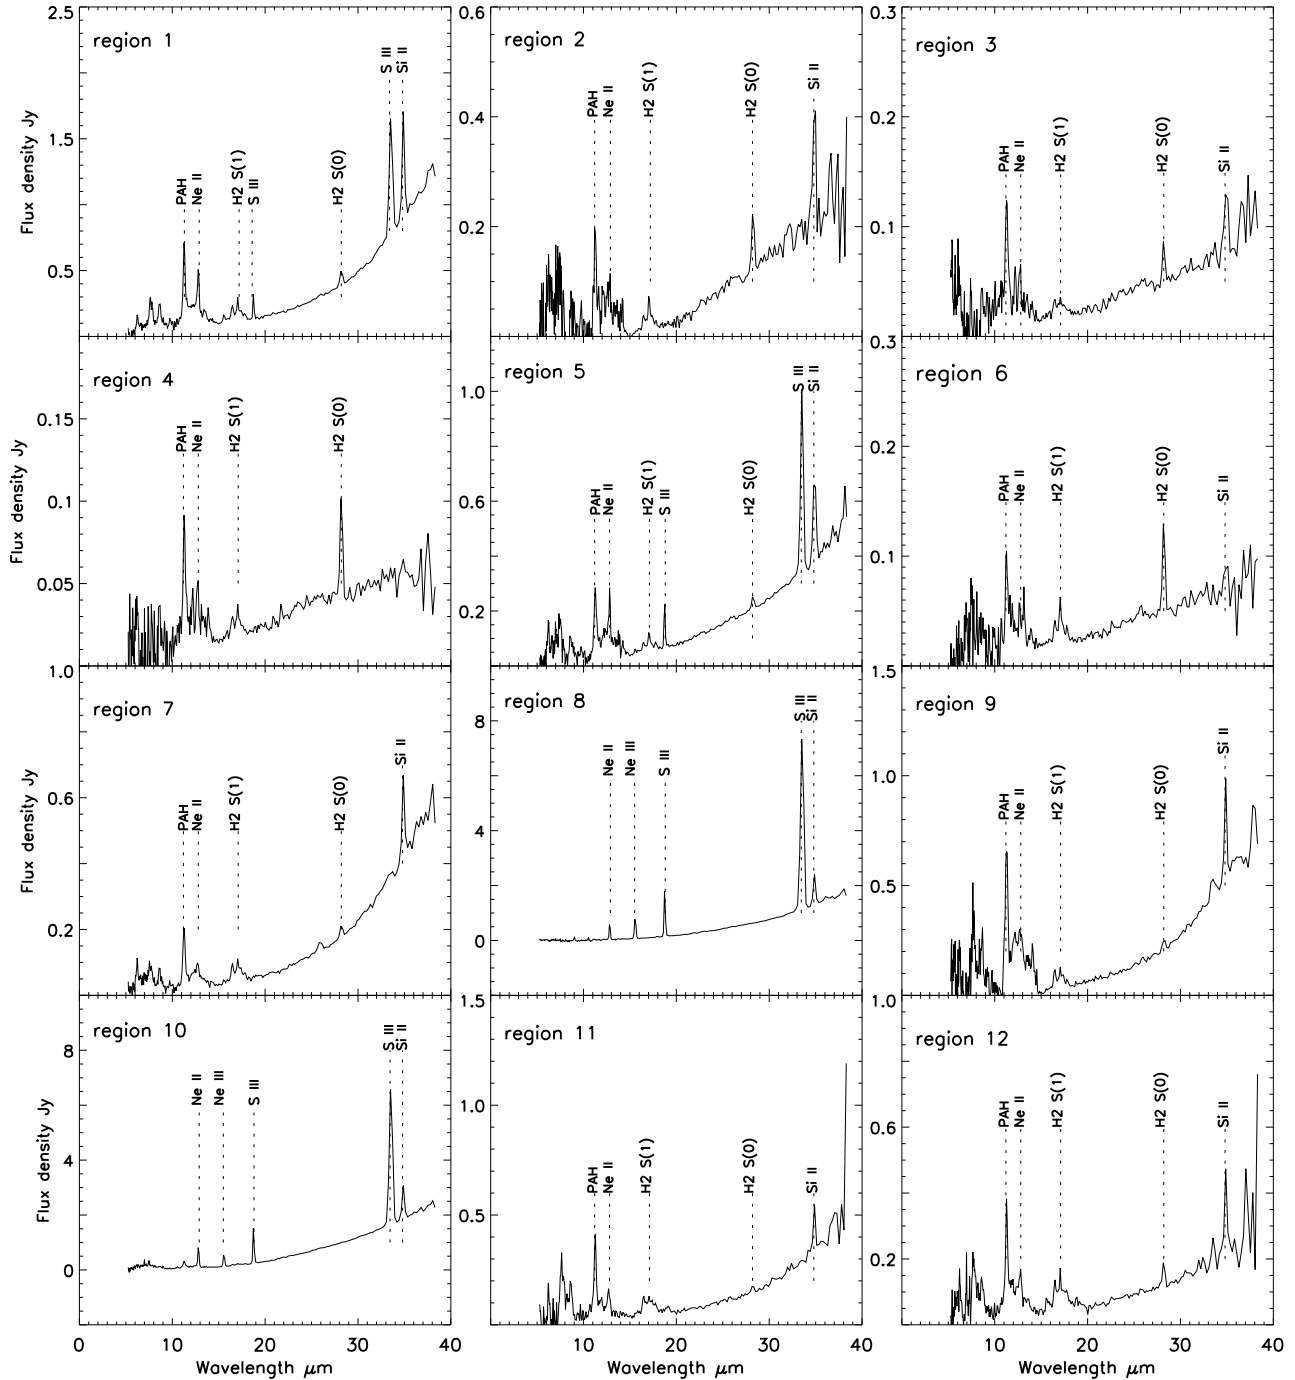 2.5
1.5
0.5
Flux density Jy
region 1
PAH
Ne II
H2 S(1)
S III
H2 S(0)
S III
Si II
0.6
0.4
0.2
region 2
PAH
Ne II
H2 S(1)
H2 S(0)
Si II
0.3
0.2
0.1
region 3
PAH
Ne II
H2 S(1)
H2 S(0)
Si II
0.15
0.1
0.05
Flux density Jy
region 4
PAH
Ne II
H2 S(1)
H2 S(0)
1.0
0.8
0.6
0.4
0.2
region 5
PAH
Ne II
H2 S(1)
S III
H2 S(0)
S III
Si II
0.3
0.2
0.1
region 6
PAH
Ne II
H2 S(1)
H2 S(0)
Si II
1.0
0.6
0.2
Flux density Jy
region 7
PAH
Ne II
H2 S(1)
H2 S(0)
Si II
8
4
0
region 8
Ne II
Ne III
S III
S III
Si II
1.5
1.0
0.5
region 9
PAH
Ne II
H2 S(1)
H2 S(0)
Si II
8
4
0
Flux density Jy
region 10
Ne II
Ne III
S III
S III
Si II
0 10 20 30 40
Wavelength μm
1.5
1.0
0.5
region 11
PAH
Ne II
H2 S(1)
H2 S(0)
Si II
10 20 30 40
Wavelength μm
1.0
0.6
0.2
region 12
PAH
Ne II
H2 S(1)
H2 S(0)
Si II
10 20 30 40
Wavelength μm